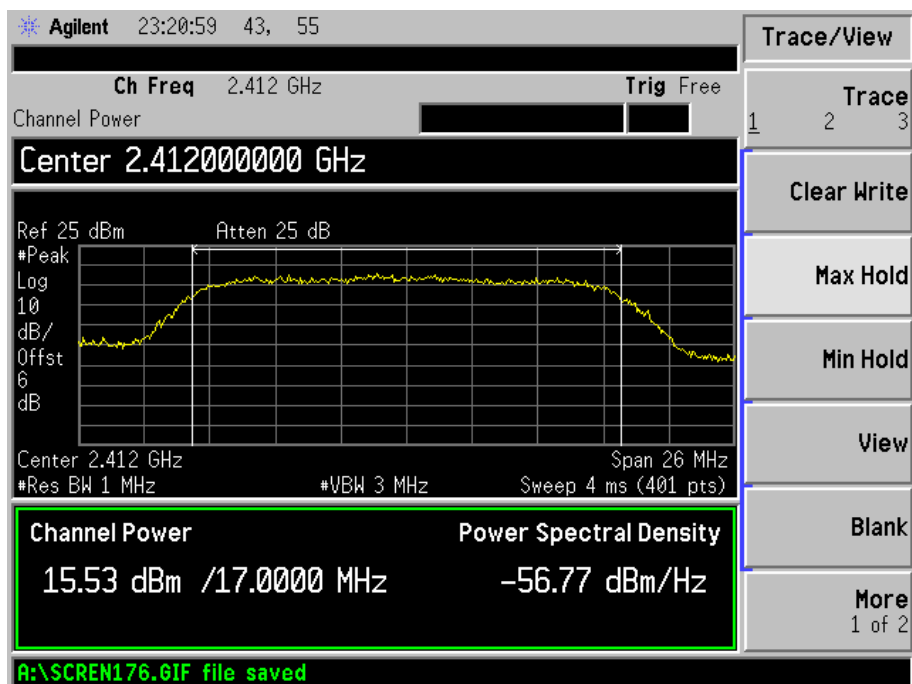 Agilent 23:20:59 43, 55
Trace/View
Ch Freq 2.412 GHz Trig Free
Channel Power
Trace
1 2 3
Center 2.412000000 GHz
Clear Write
Ref 25 dBm Atten 25 dB
#Peak
Log
10
dB/
Offst
6
dB
Max Hold
Min Hold
Center 2.412 GHz Span 26 MHz
#Res BW 1 MHz #VBW 3 MHz Sweep 4 ms (401 pts)
View
Channel Power Power Spectral Density
15.53 dBm /17.0000 MHz -56.77 dBm/Hz
Blank
More
1 of 2
A:\SCREN176.GIF file saved